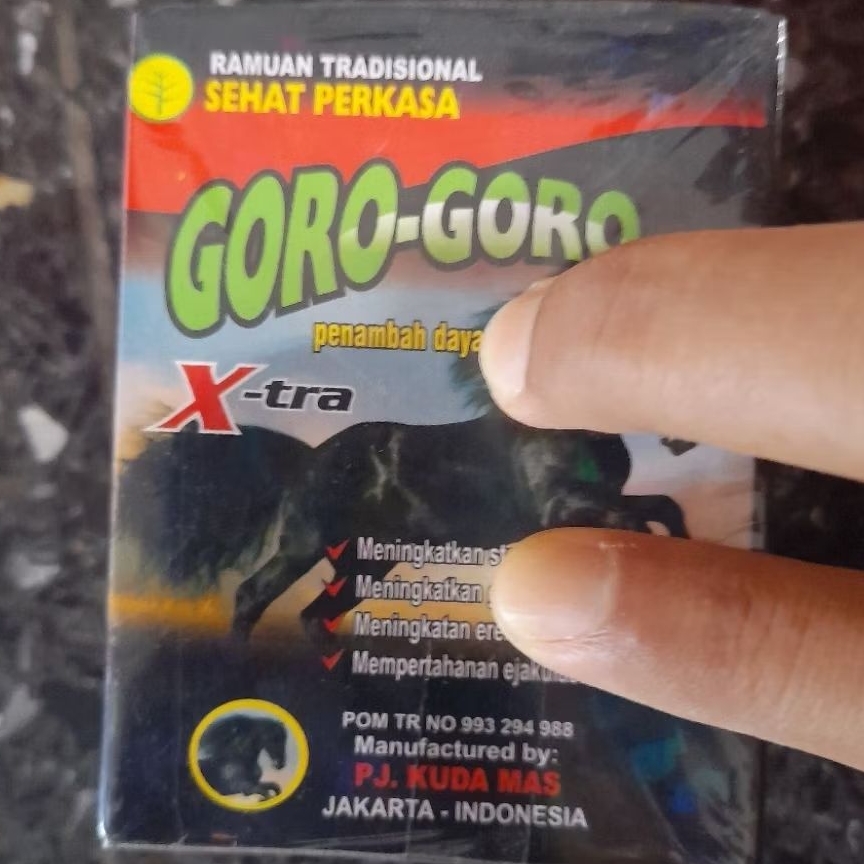 RAMUAN TRADISIONAL
SEHAT PERKASA
GORO-GORO
penambah daya
X-tra
Meningkatkan
Meningkatkan
Meningkatan
Mempertahanan
POM TR NO 993 294 988
Manufactured by:
PJ. KUDA MAS
JAKARTA - INDONESIA